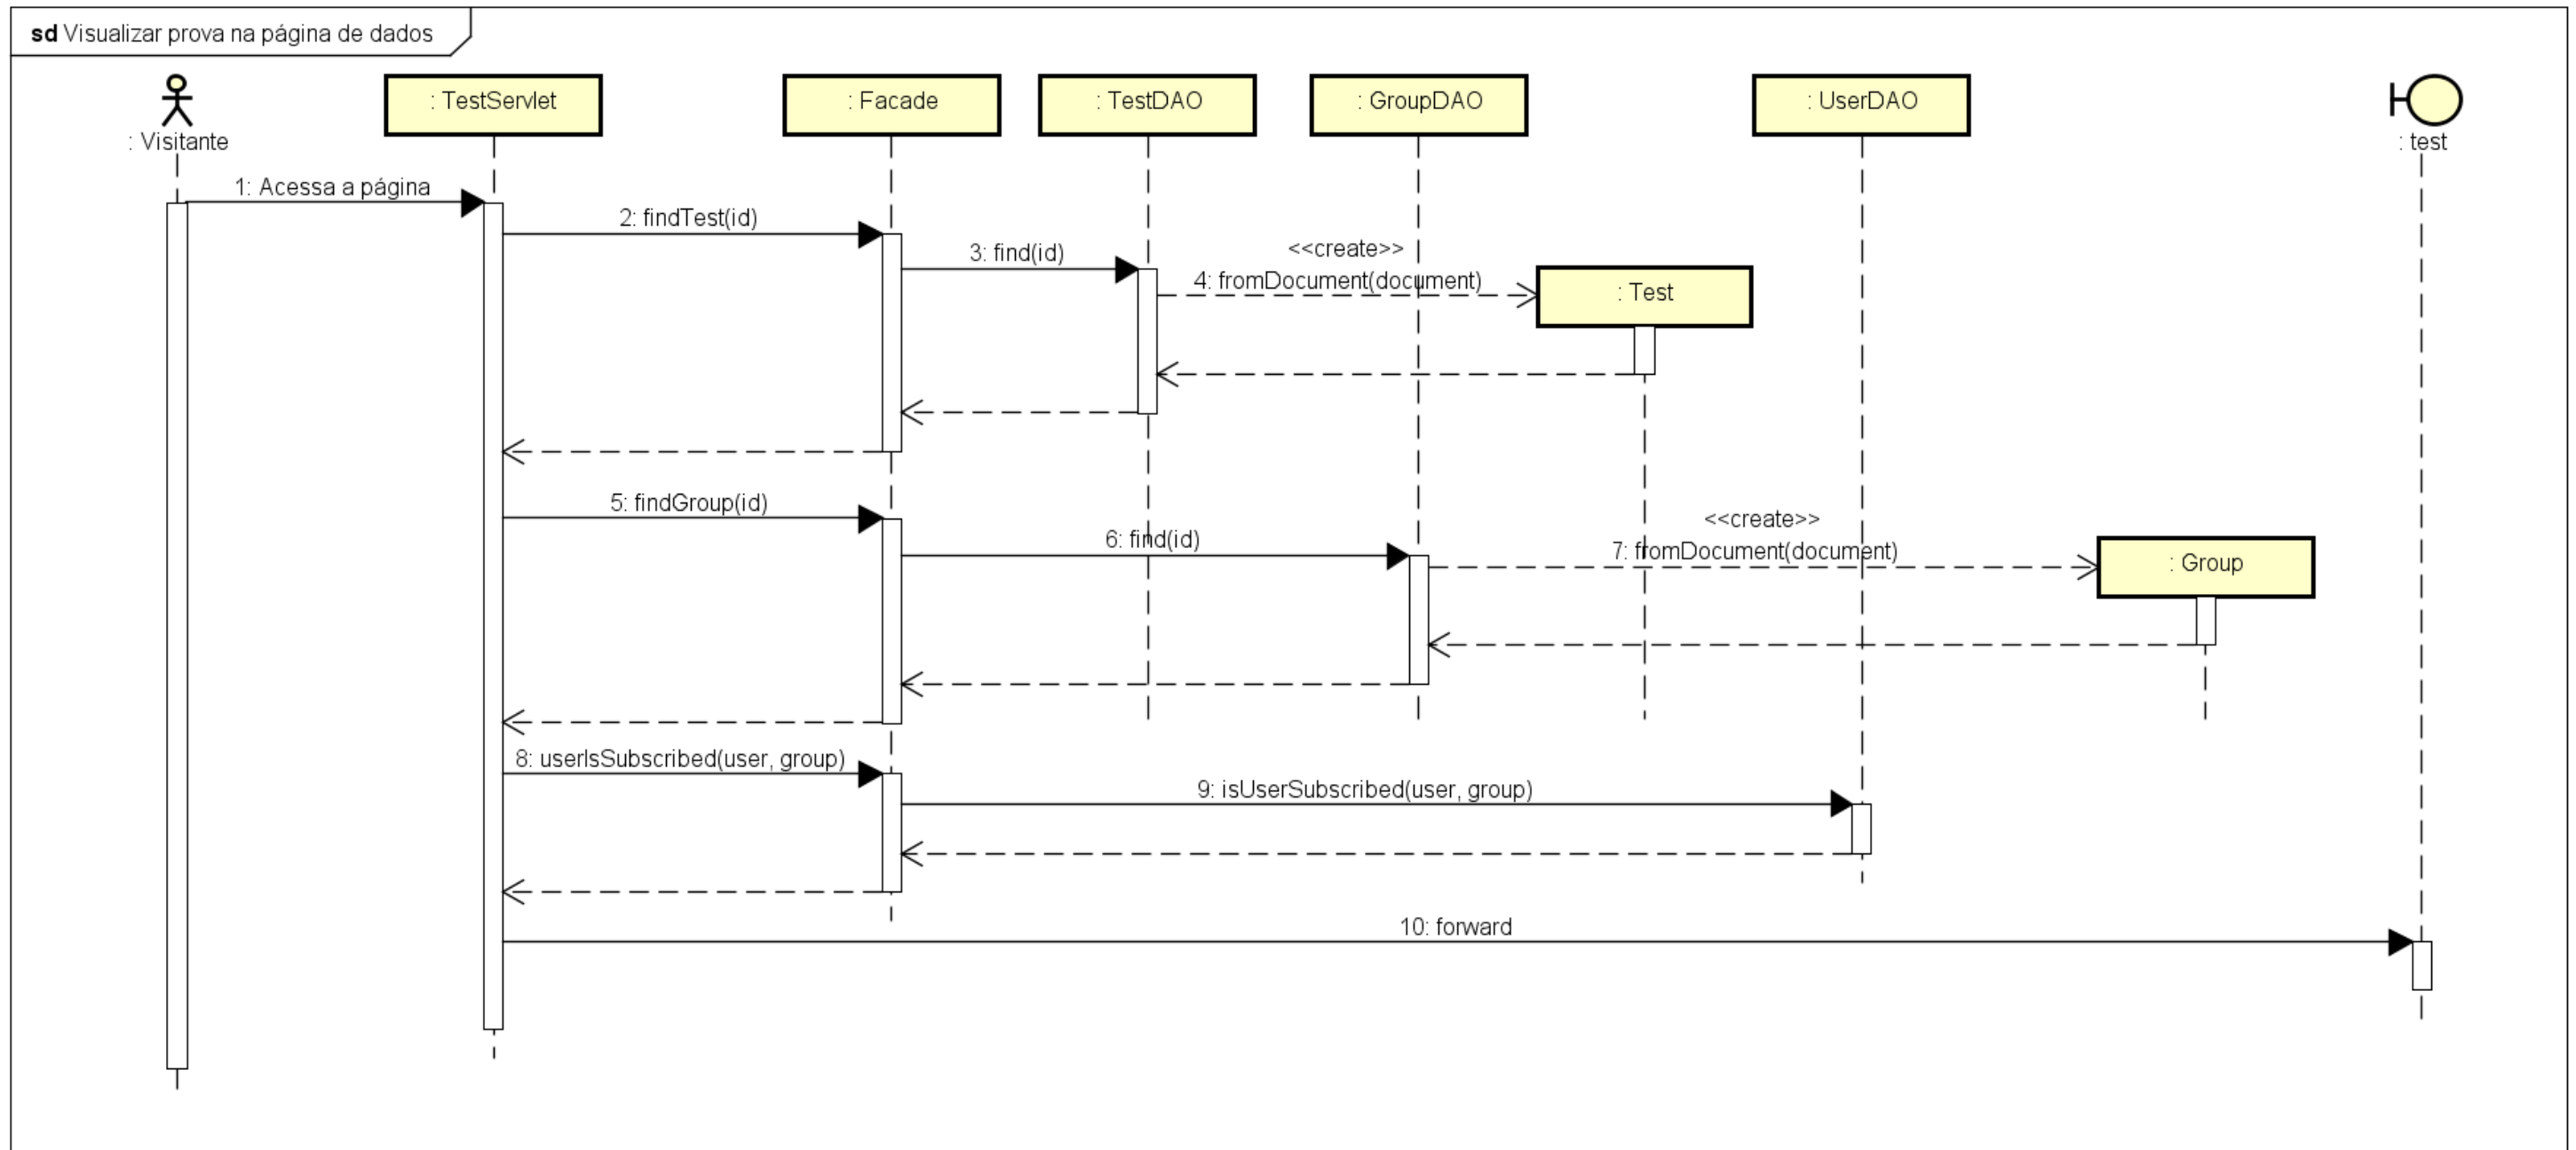 sd Visualizar prova na página de dados
: Visitante
: TestServlet
: Facade
: TestDAO
: GroupDAO
: UserDAO
: test
1: Acessa a página
2: findTest(id)
3: find(id)
<<create>>
4: fromDocument(document)
: Test
5: findGroup(id)
6: find(id)
<<create>>
7: fromDocument(document)
: Group
8: userIsSubscribed(user, group)
9: isUserSubscribed(user, group)
10: forward